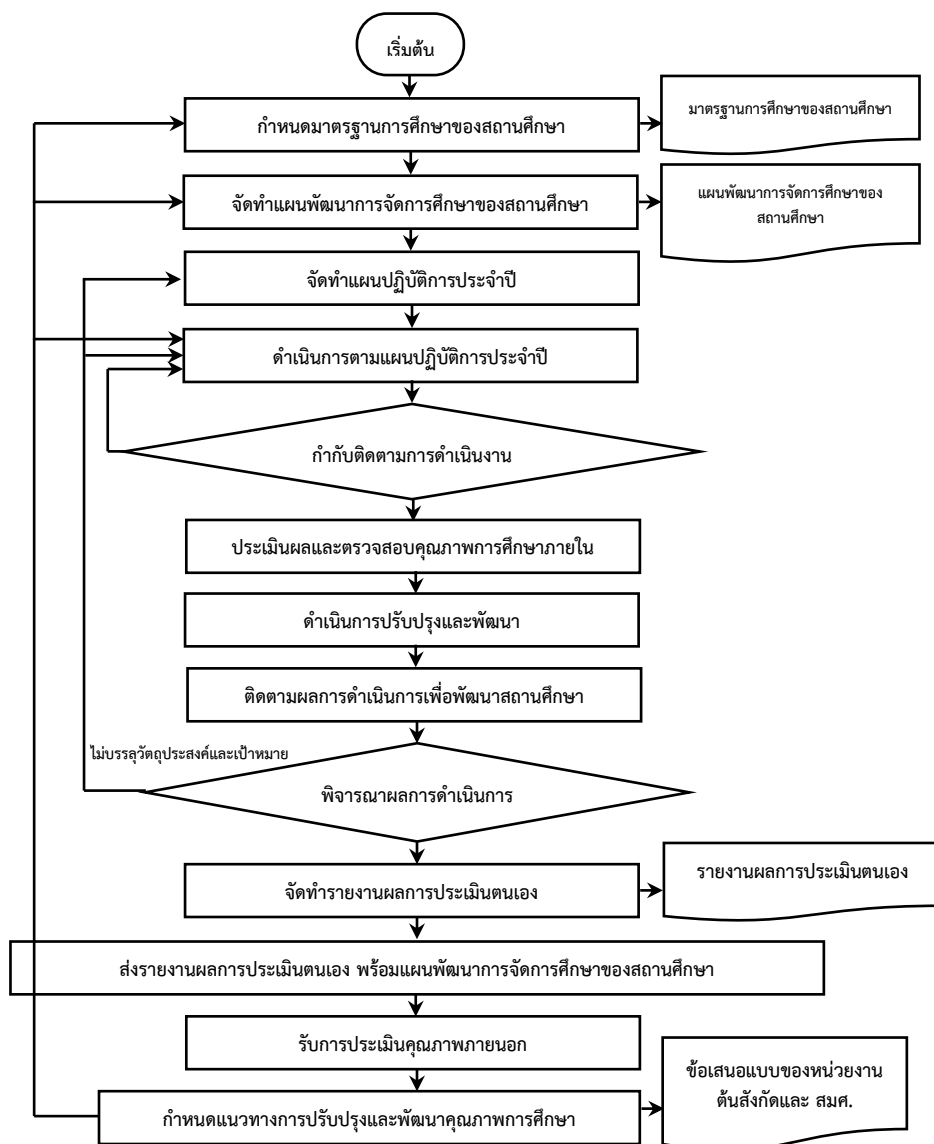 เริ่มต้น
กำหนดมาตรฐานการศึกษาของสถานศึกษา
มาตรฐานการศึกษาของสถานศึกษา
จัดทำแผนพัฒนาการจัดการศึกษาของสถานศึกษา
แผนพัฒนาการจัดการศึกษาของ
สถานศึกษา
จัดทำแผนปฏิบัติการประจำปี
ดำเนินการตามแผนปฏิบัติการประจำปี
กำกับติดตามการดำเนินงาน
ประเมินผลและตรวจสอบคุณภาพการศึกษาภายใน
ดำเนินการปรับปรุงและพัฒนา
ติดตามผลการดำเนินการเพื่อพัฒนาสถานศึกษา
ไม่บรรลุวัตถุประสงค์และเป้าหมาย
พิจารณาผลการดำเนินการ
จัดทำรายงานผลการประเมินตนเอง
รายงานผลการประเมินตนเอง
ส่งรายงานผลการประเมินตนเอง พร้อมแผนพัฒนาการจัดการศึกษาของสถานศึกษา
รับการประเมินคุณภาพภายนอก
ข้อเสนอแบบของหน่วยงาน
ต้นสังกัดและ สมศ.
กำหนดแนวทางการปรับปรุงและพัฒนาคุณภาพการศึกษา